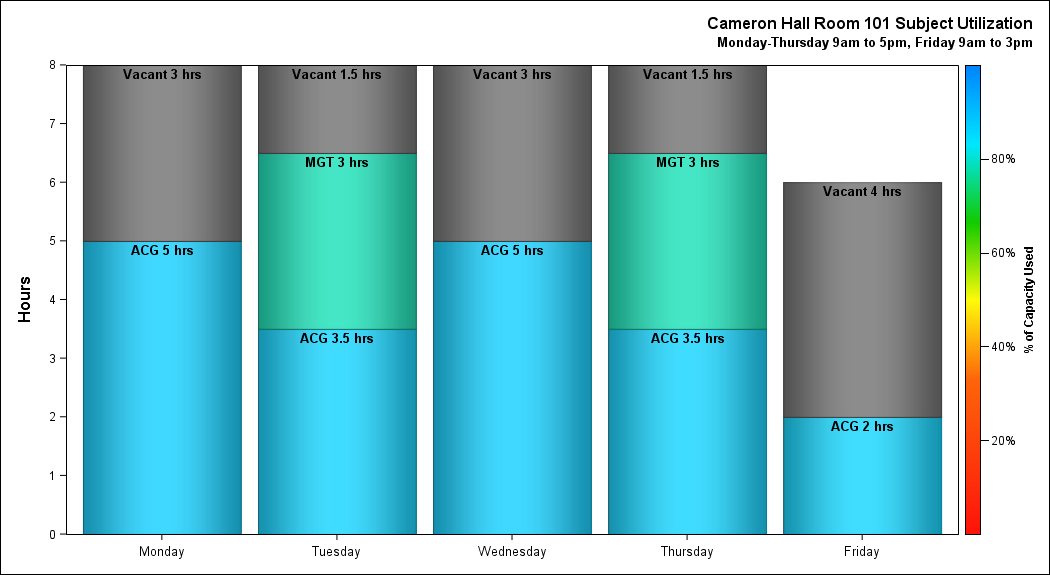 Cameron Hall Room 101 Subject Utilization
Monday-Thursday 9am to 5pm, Friday 9am to 3pm
Hours
8
7
6
5
4
3
2
1
0
Vacant 3 hrs
ACG 5 hrs
Vacant 1.5 hrs
MGT 3 hrs
ACG 3.5 hrs
Vacant 3 hrs
ACG 5 hrs
Vacant 1.5 hrs
MGT 3 hrs
ACG 3.5 hrs
Vacant 4 hrs
ACG 2 hrs
Monday
Tuesday
Wednesday
Thursday
Friday
80%
60%
40%
20%
% of Capacity Used